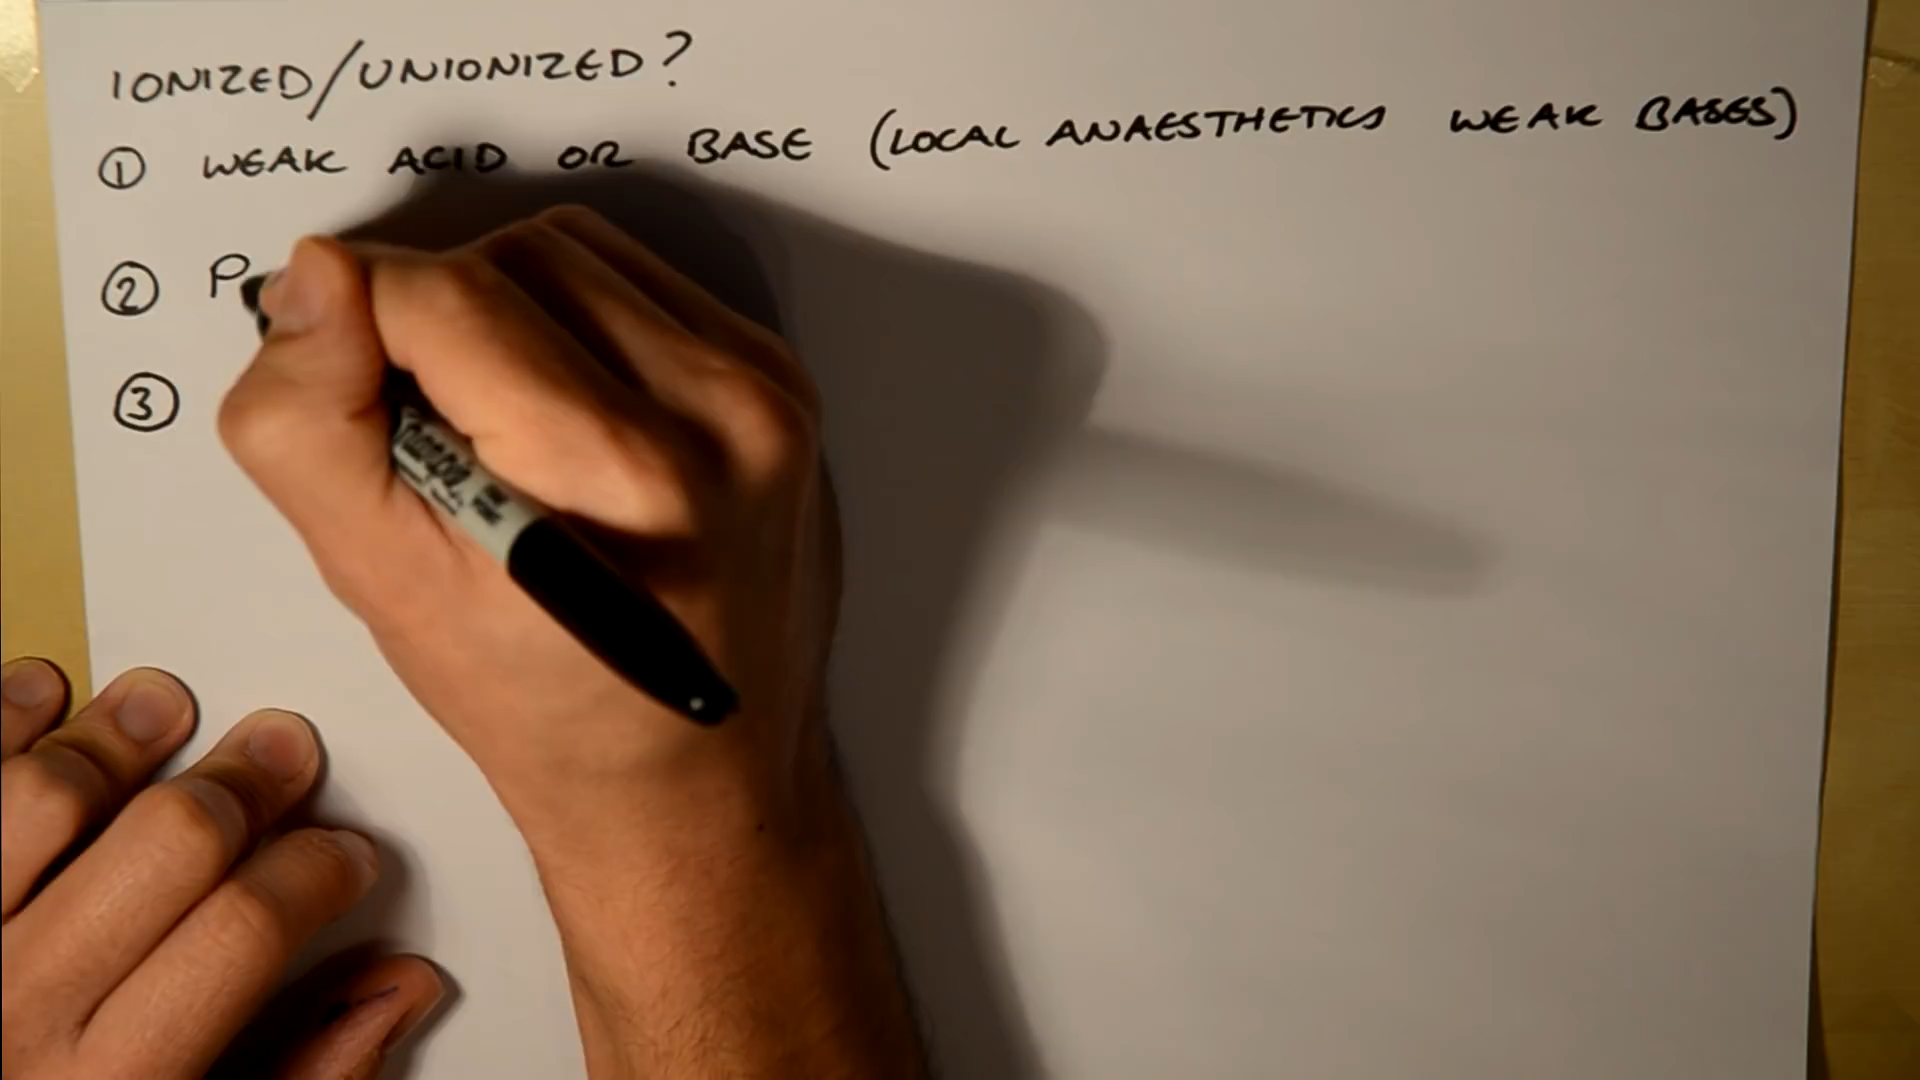 IONIZED/UNIONIZED?
① WEAK ACID OR BASE (LOCAL ANAESTHETICS WEAK BASES)
② P
③